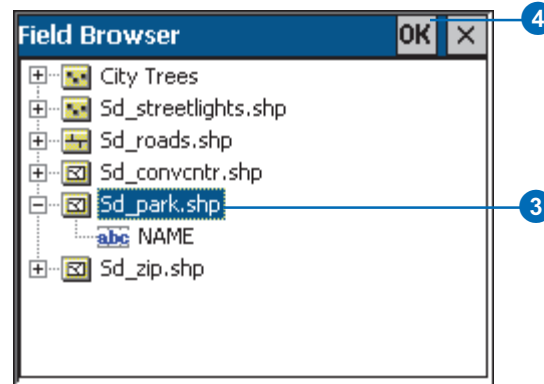 Field Browser OK × 4
City Trees
Sd_streetlights.shp
Sd_roads.shp
Sd_convcntr.shp
Sd_park.shp 3
abc NAME
Sd_zip.shp